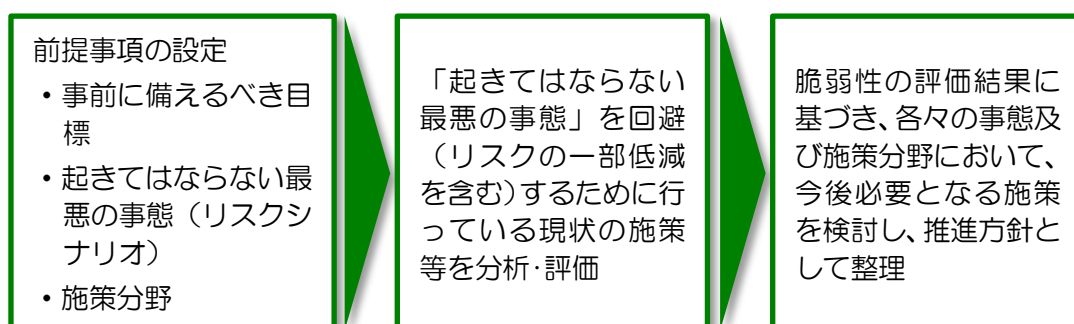 前提事項の設定
・事前に備えるべき目
標
・起きてはならない最
悪の事態（リスクシ
ナリオ）
・施策分野
「起きてはならない
最悪の事態」を回避
（リスクの一部低減
を含む）するために行
っている現状の施策
等を分析・評価
脆弱性の評価結果に
基づき、各々の事態及
び施策分野において、
今後必要となる施策
を検討し、推進方針と
して整理